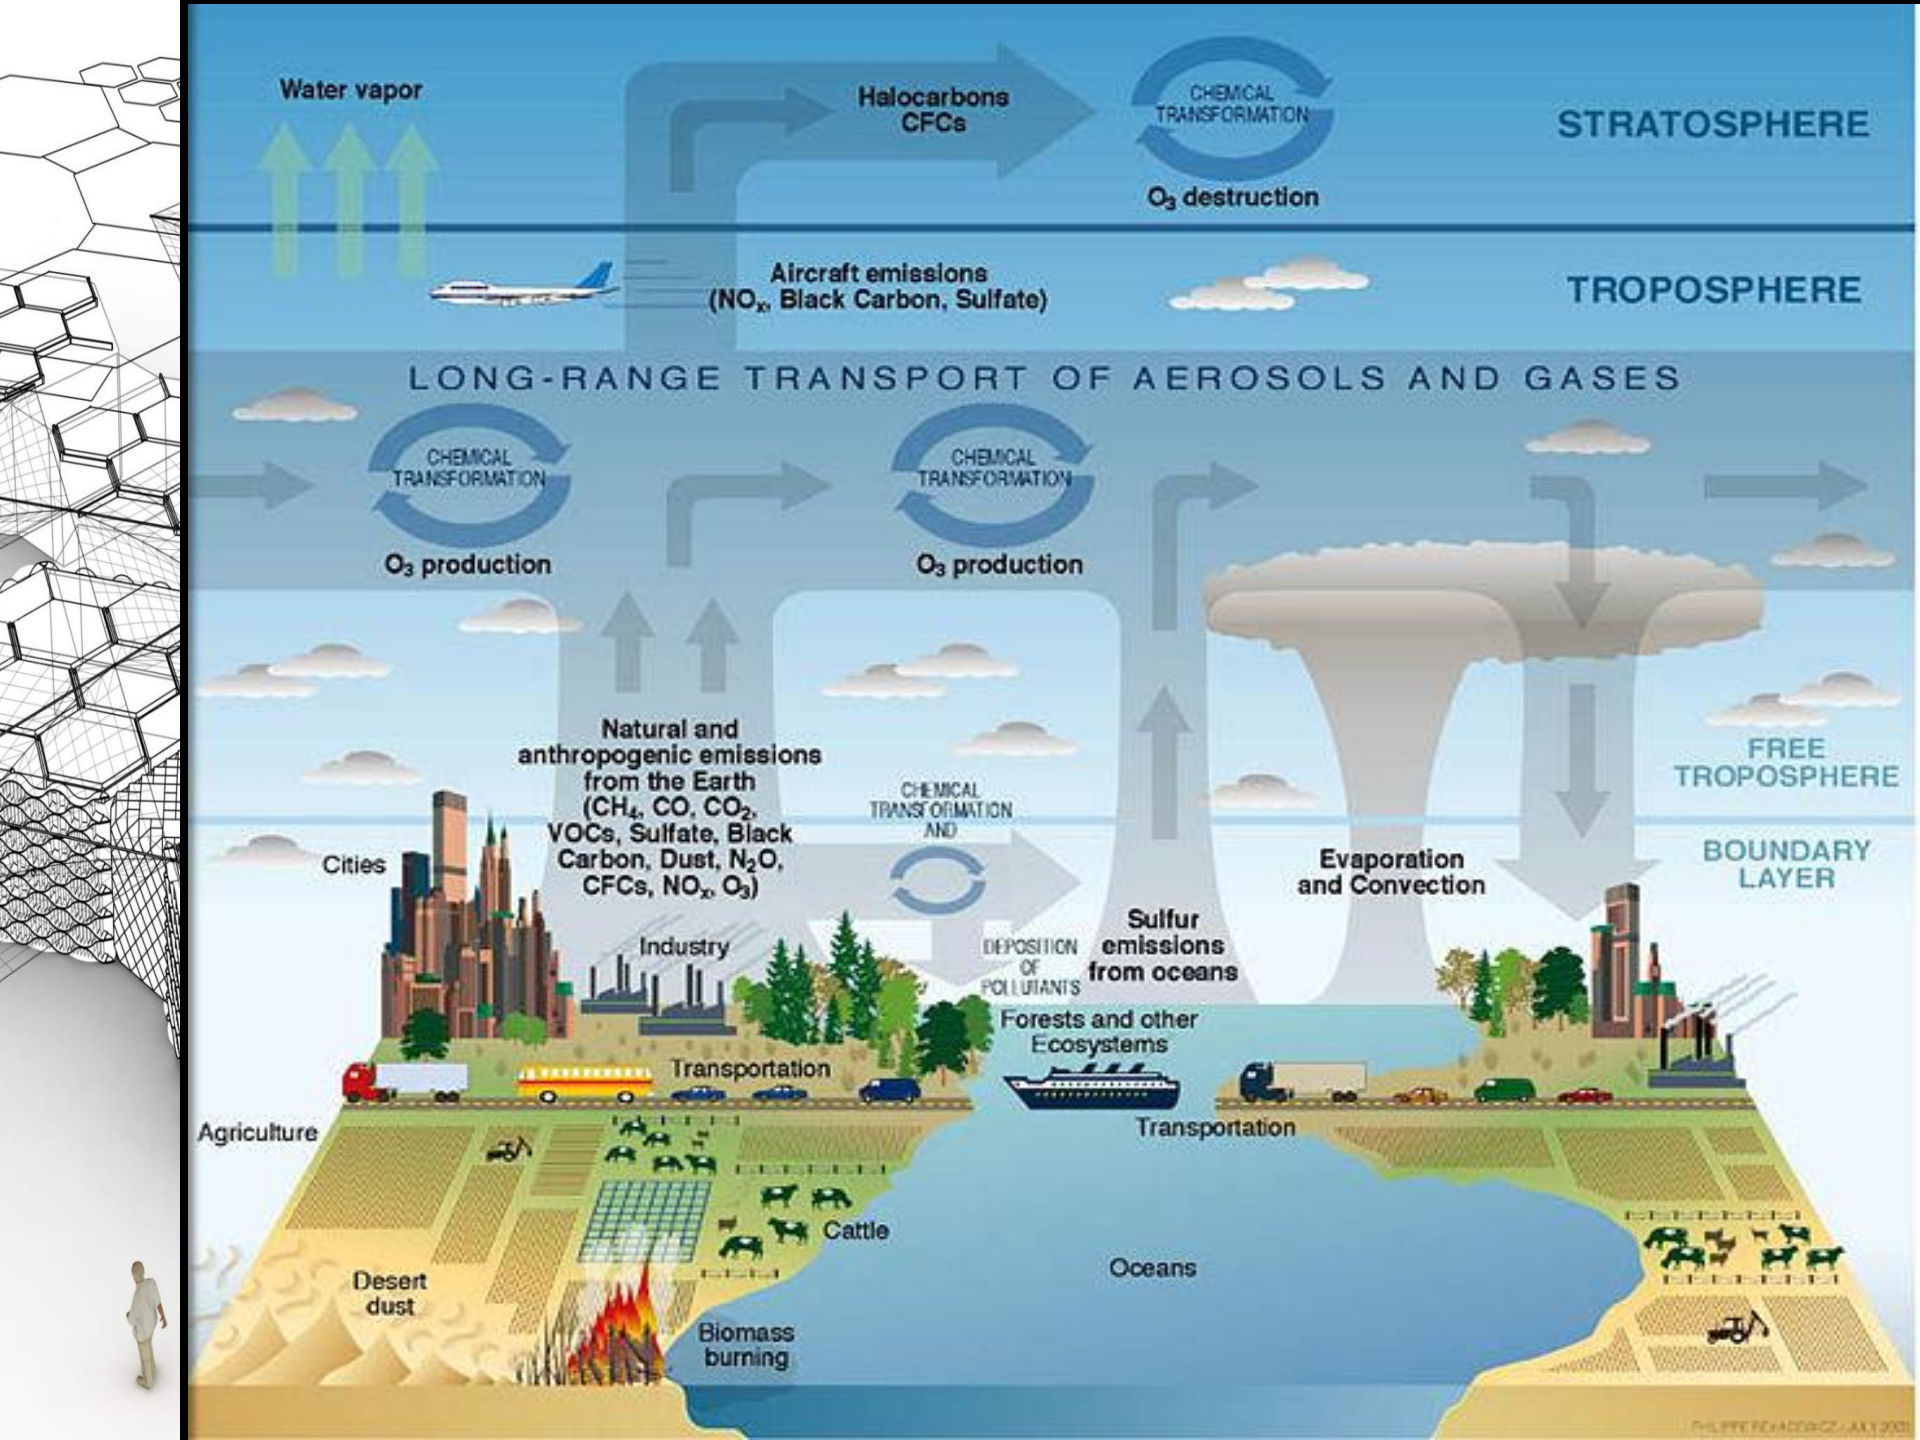 Water vapor
Halocarbons
CFCs
CHEMICAL
TRANSFORMATION
O₃ destruction
STRATOSPHERE
Aircraft emissions
(NOₓ, Black Carbon, Sulfate)
TROPOSPHERE
LONG-RANGE TRANSPORT OF AEROSOLS AND GASES
CHEMICAL
TRANSFORMATION
O₃ production
CHEMICAL
TRANSFORMATION
O₃ production
Natural and
anthropogenic emissions
from the Earth
(CH₄, CO, CO₂,
VOCs, Sulfate, Black
Carbon, Dust, N₂O,
CFCs, NOₓ, O₃)
CHEMICAL
TRANSFORMATION
AND
DEPOSITION
OF
POLLUTANTS
FREE
TROPOSPHERE
BOUNDARY
LAYER
Evaporation
and Convection
Sulfur
emissions
from oceans
Cities
Industry
Forests and other
Ecosystems
Transportation
Transportation
Agriculture
Cattle
Desert
dust
Biomass
burning
Oceans